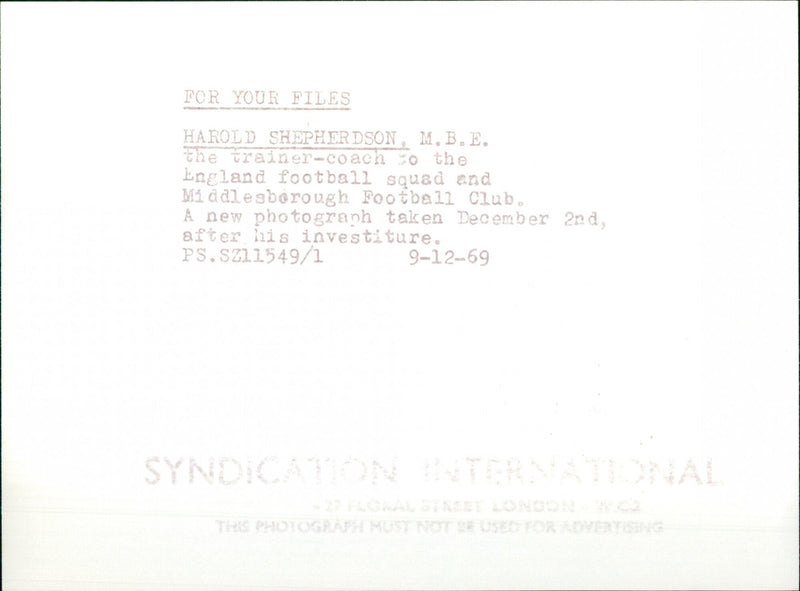 FOR YOUR FILES
HAROLD SHEPHERDSON, M.B.E.
the trainer-coach to the
England football squad and
Middlesborough Football Club.
A new photograph taken December 2nd,
after his investiture.
PS.SZ11549/1 9-12-69
SYNDICATION INTERNATIONAL
27 FLORAL STREET LONDON - W.C.2
THIS PHOTOGRAPH MUST NOT BE USED FOR ADVERTISING